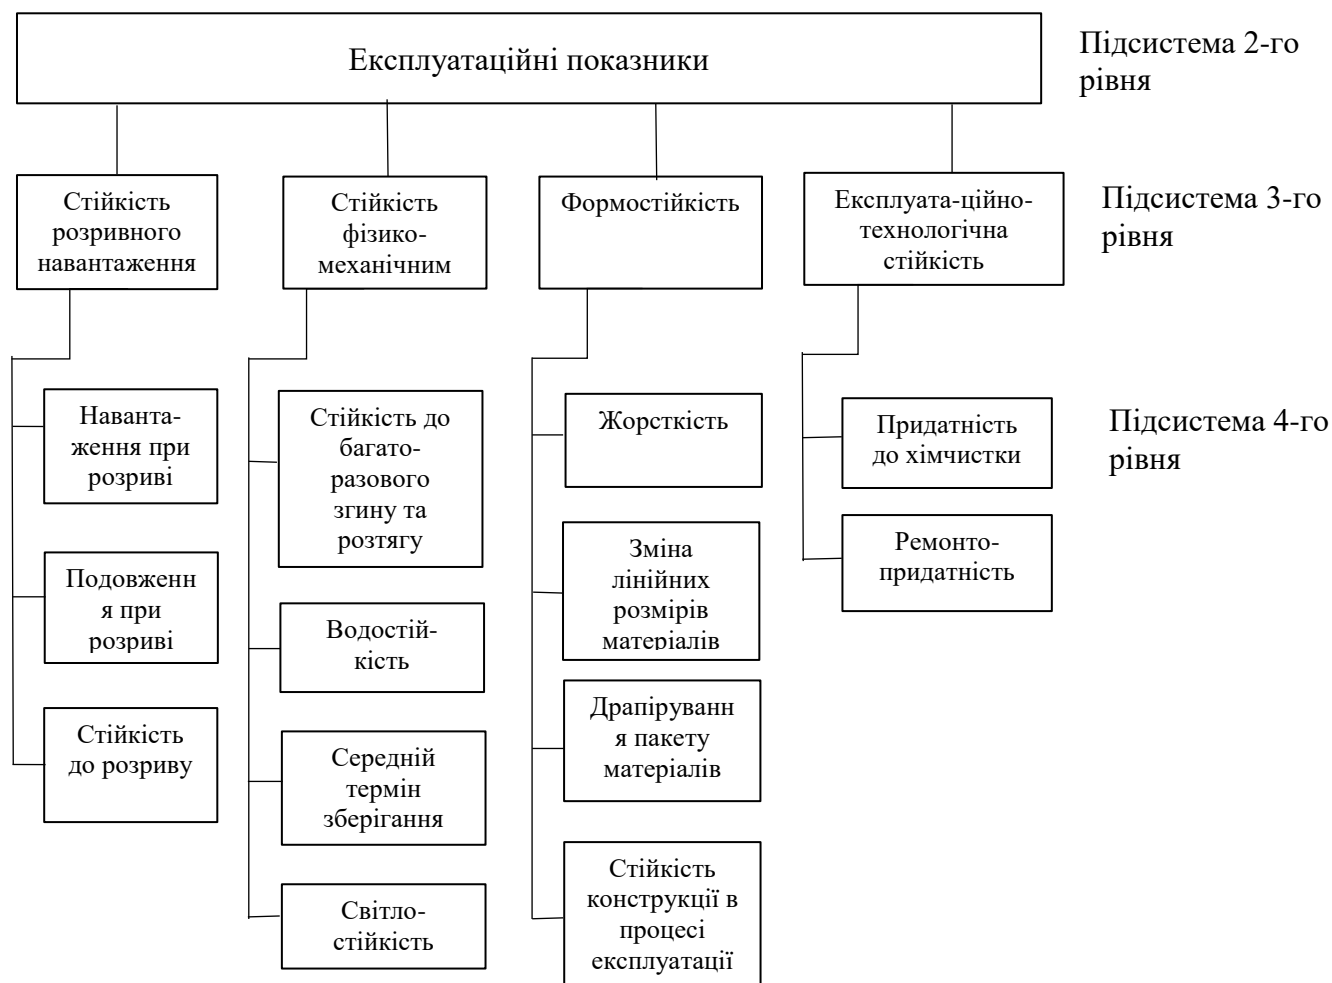 Експлуатаційні показники
Підсистема 2-го
рівня
Стійкість
розривного
навантаження
Стійкість
фізико-
механічним
Формостійкість
Експлуата-ційно-
технологічна
стійкість
Підсистема 3-го
рівня
Наванта-
ження при
розриві
Подовженн
я при
розриві
Стійкість
до розриву
Стійкість до
багато-
разового
згину та
розтягу
Водостій-
кість
Середній
термін
зберігання
Світло-
стійкість
Жорсткість
Зміна
лінійних
розмірів
матеріалів
Драпіруванн
я пакету
матеріалів
Стійкість
конструкції в
процесі
експлуатації
Придатність
до хімчистки
Ремонто-
придатність
Підсистема 4-го
рівня